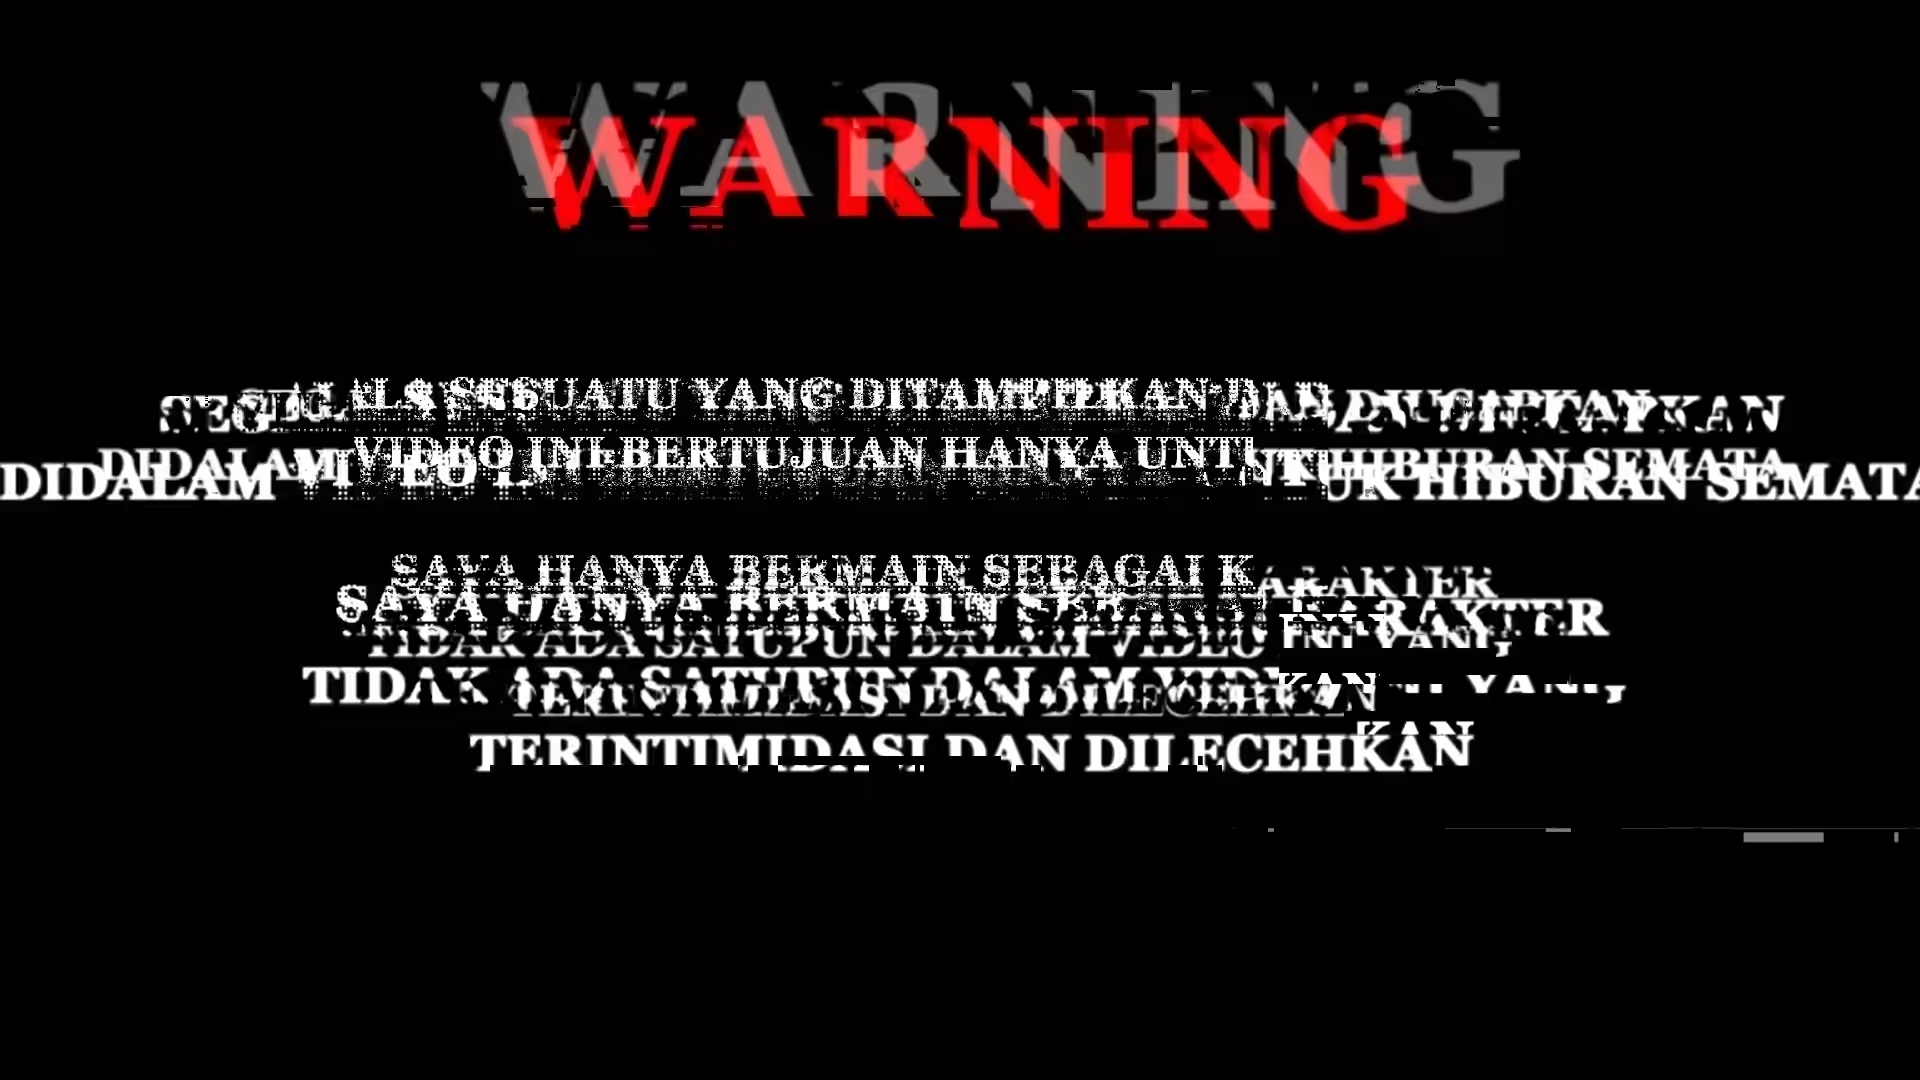 WARNING
SEGALA SESUATU YANG DITAMPILKAN DAN DIUCAPKAN
DIDALAM VIDEO INI BERTUJUAN HANYA UNTUK HIBURAN SEMATA
SAYA HANYA BERMAIN SEBAGAI KARAKTER
TIDAK ADA SATUPUN DALAM VIDEO INI YANG
TERINTIMIDASI DAN DILECEHKAN